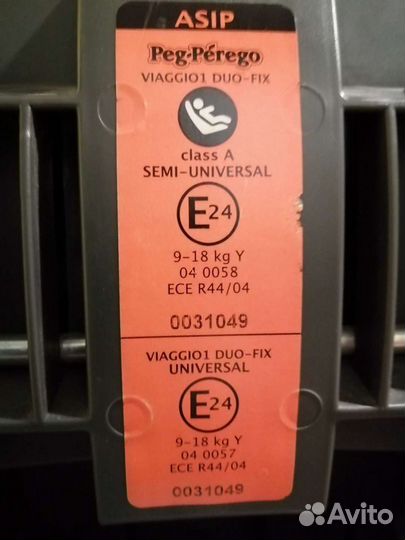 ASIP
Peg-Pérego
VIAGGIO1 DUO-FIX
class A
SEMI-UNIVERSAL
E24
9-18 kg Y
04 0058
ECE R44/04
0031049
VIAGGIO1 DUO-FIX
UNIVERSAL
E24
9-18 kg Y
04 0057
ECE R44/04
0031049
Avito